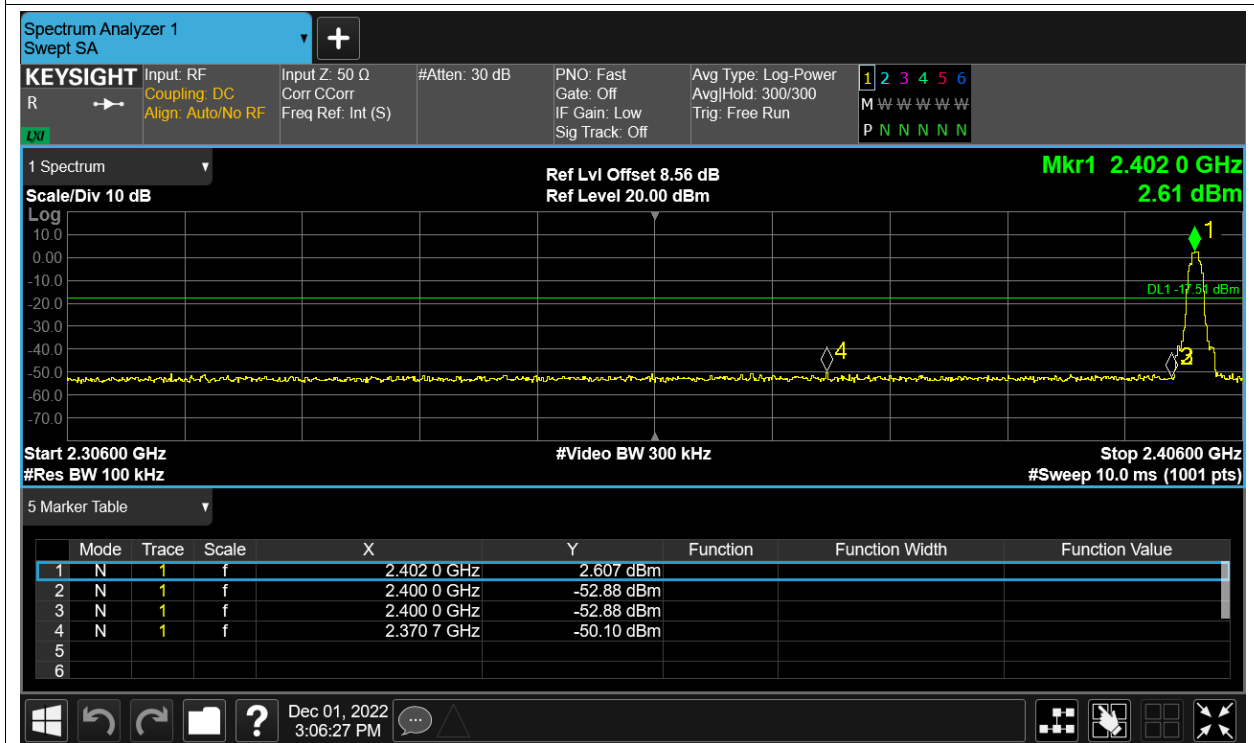 Spectrum Analyzer 1
Swept SA
+
KEYSIGHT
R
LXI
Input: RF
Coupling: DC
Align: Auto/No RF
Input Z: 50 Ω
Corr CCorr
Freq Ref: Int (S)
#Atten: 30 dB
PNO: Fast
Gate: Off
IF Gain: Low
Sig Track: Off
Avg Type: Log-Power
Avg|Hold: 300/300
Trig: Free Run
1 2 3 4 5 6
M W W W W W W
P N N N N N
1 Spectrum
Scale/Div 10 dB
Ref Lvl Offset 8.56 dB
Ref Level 20.00 dBm
Mkr1 2.402 0 GHz
2.61 dBm
Log
10.0
0.00
-10.0
-20.0
-30.0
-40.0
-50.0
-60.0
-70.0
1
DL1 -17.51 dBm
4
Start 2.30600 GHz
#Res BW 100 kHz
#Video BW 300 kHz
Stop 2.40600 GHz
#Sweep 10.0 ms (1001 pts)
5 Marker Table
Mode Trace Scale X Y Function Function Width Function Value
1 N 1 f 2.402 0 GHz 2.607 dBm
2 N 1 f 2.400 0 GHz -52.88 dBm
3 N 1 f 2.400 0 GHz -52.88 dBm
4 N 1 f 2.370 7 GHz -50.10 dBm
5
6
?
Dec 01, 2022
3:06:27 PM